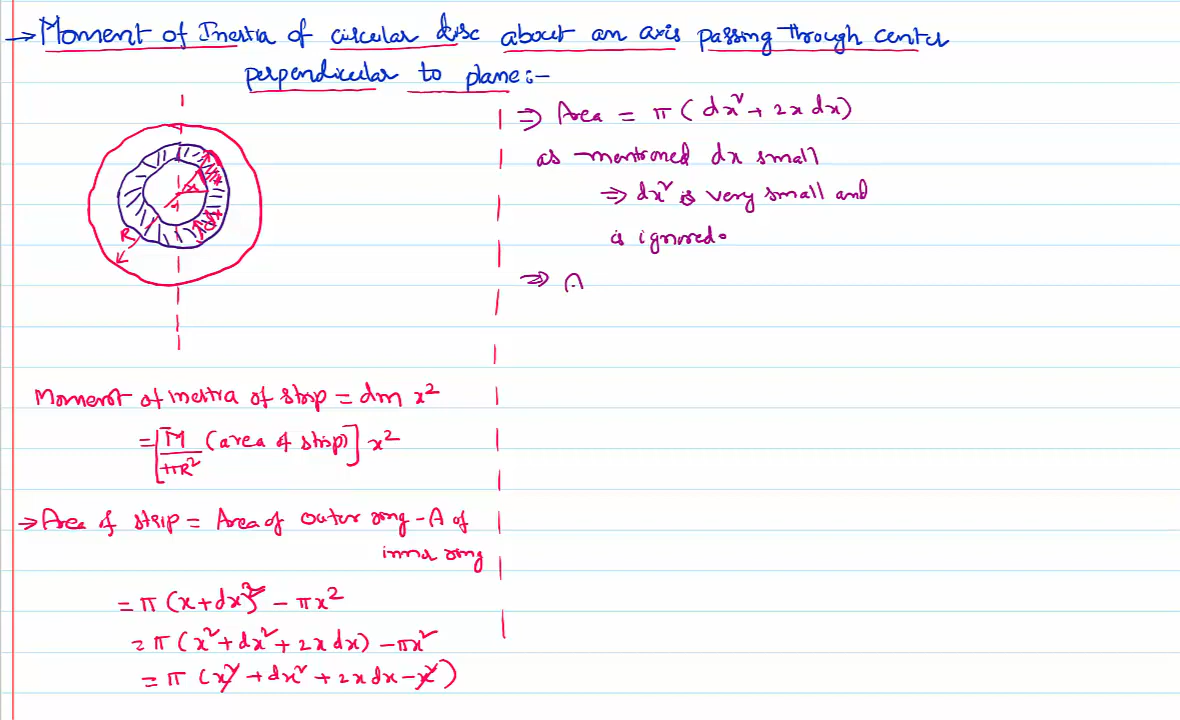 → Moment of Inertia of circular disc about an axis passing through center
perpendicular to plane:-
R
x
dx
Moment of inertia of strip = dm x²
= [M/πR² (area of strip)] x²
→ Area of strip = Area of outer ring - A of
inner ring
= π (x+dx)² - πx²
= π (x² + dx² + 2x dx) - πx²
= π (x² + dx² + 2x dx - x²)
⇒ Area = π (dx² + 2x dx)
as mentioned dx small
⇒ dx² is very small and
is ignored.
⇒ A